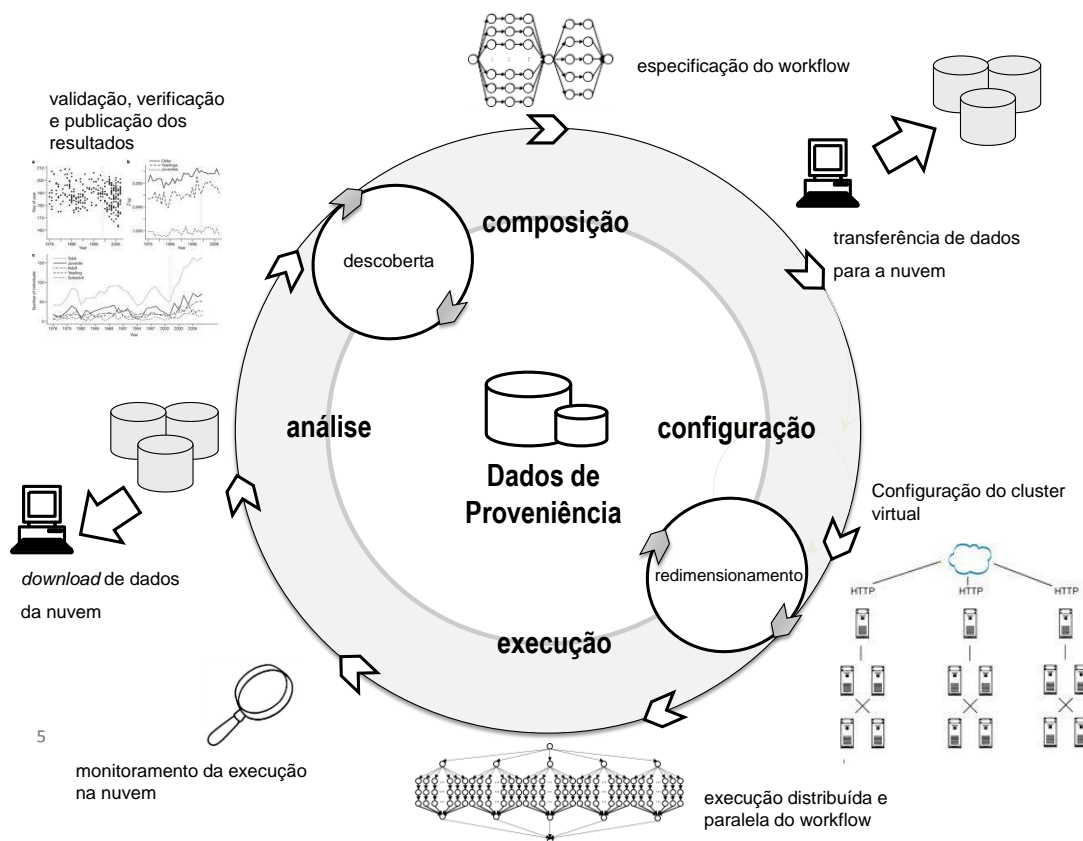 especificação do workflow
validação, verificação
e publicação dos
resultados
composição
descoberta
transferência de dados
para a nuvem
análise
configuração
Dados de
Proveniência
Configuração do cluster
virtual
redimensionamento
HTTP
HTTP
HTTP
download de dados
da nuvem
execução
5
monitoramento da execução
na nuvem
execução distribuída e
paralela do workflow